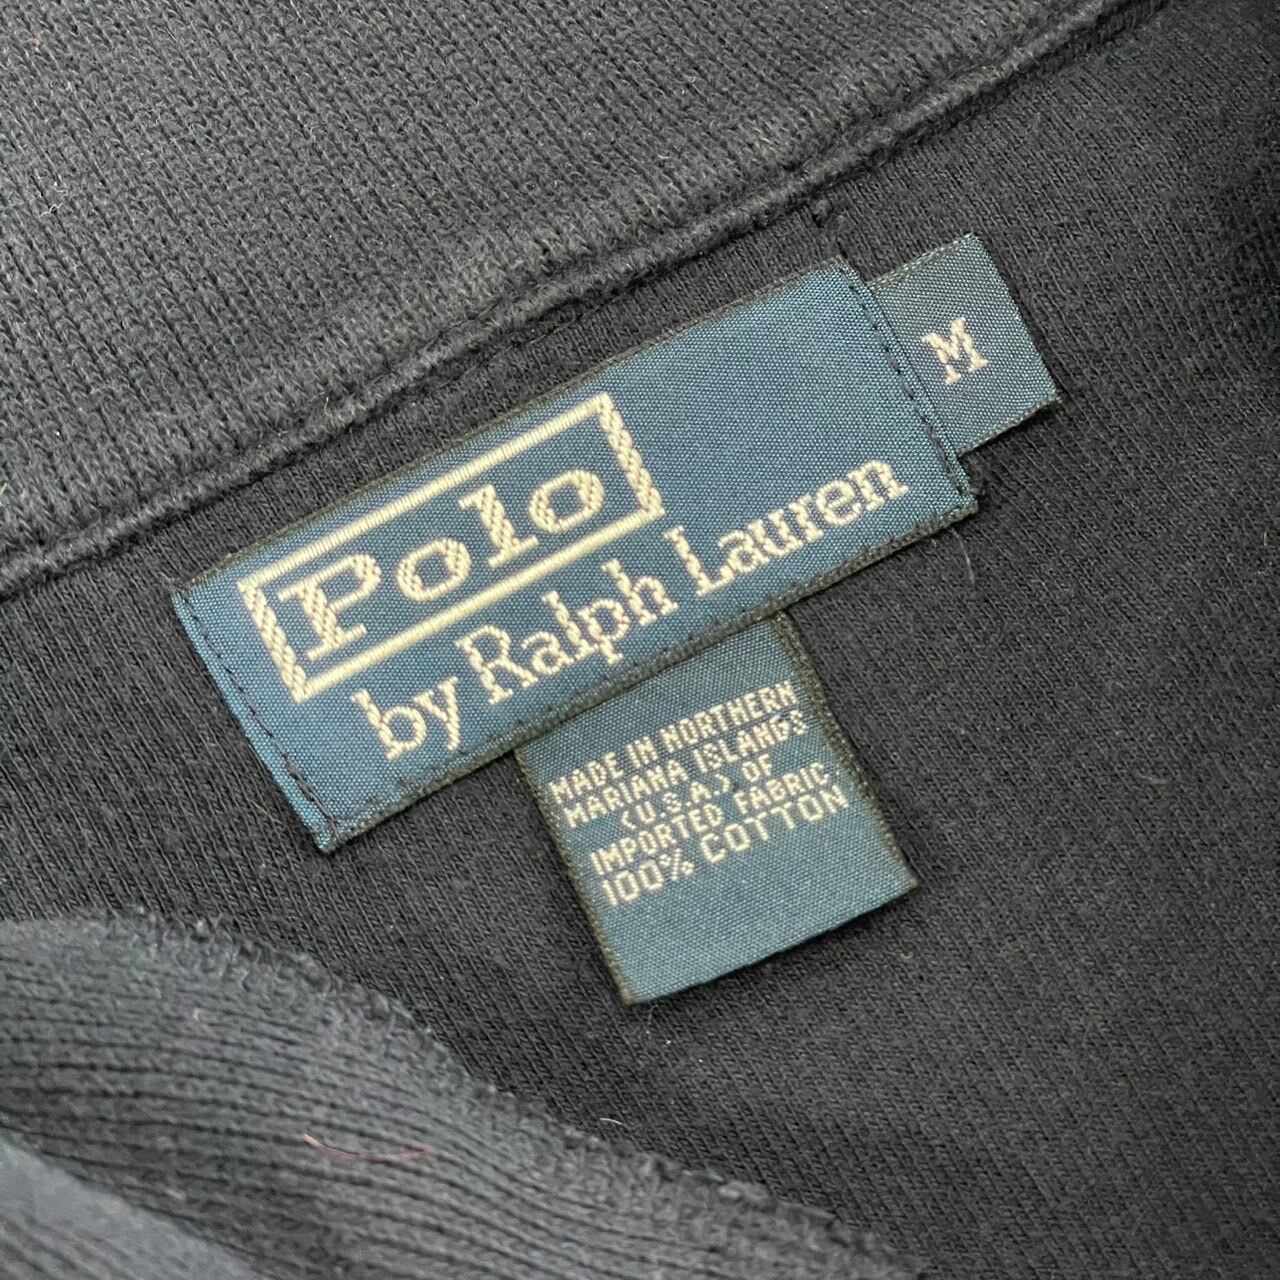 Polo
by Ralph Lauren
M
MADE IN NORTHERN
MARIANA ISLANDS
(U.S.A.) OF
IMPORTED FABRIC
100% COTTON